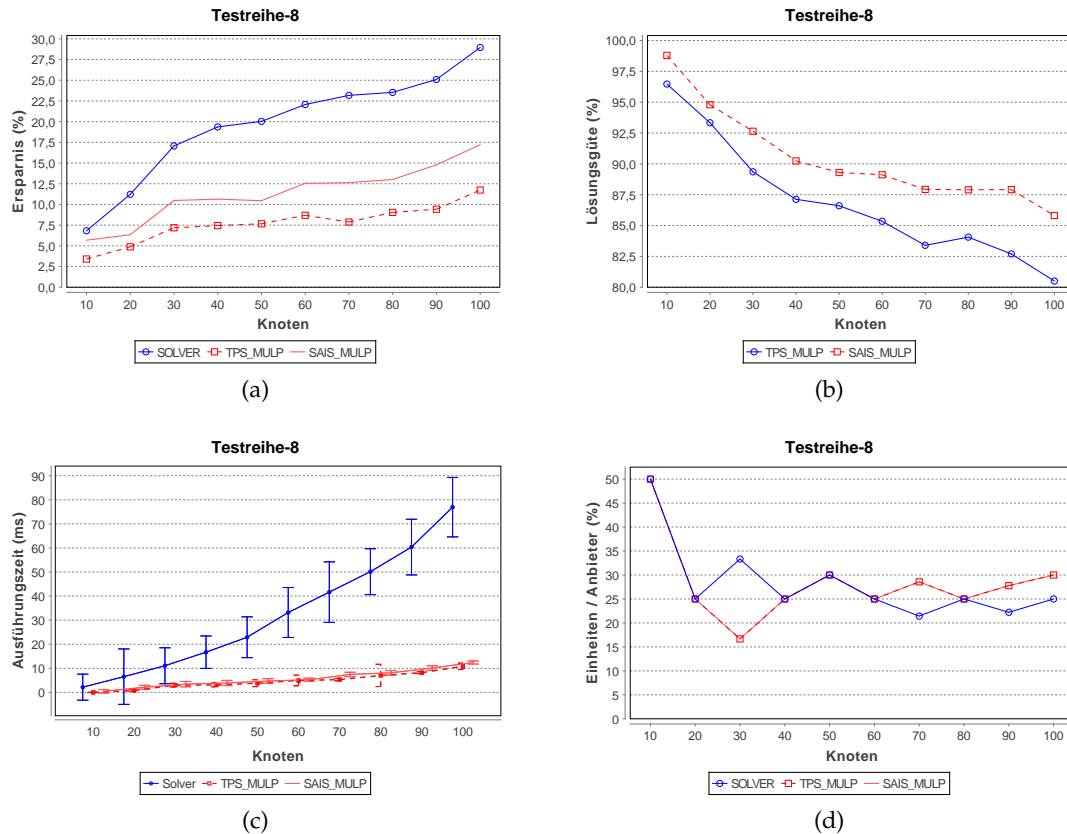 Testreihe-8
30,0
27,5
25,0
22,5
20,0
17,5
15,0
12,5
10,0
7,5
5,0
2,5
0,0
Ersparnis (%)
10 20 30 40 50 60 70 80 90 100
Knoten
SOLVER TPS_MULP SAIS_MULP
(a)
Testreihe-8
100,0
97,5
95,0
92,5
90,0
87,5
85,0
82,5
80,0
Lösungsgüte (%)
10 20 30 40 50 60 70 80 90 100
Knoten
TPS_MULP SAIS_MULP
(b)
Testreihe-8
90
80
70
60
50
40
30
20
10
0
Ausführungszeit (ms)
10 20 30 40 50 60 70 80 90 100
Knoten
Solver TPS_MULP SAIS_MULP
(c)
Testreihe-8
50
45
40
35
30
25
20
15
10
5
0
Einheiten / Anbieter (%)
10 20 30 40 50 60 70 80 90 100
Knoten
SOLVER TPS_MULP SAIS_MULP
(d)